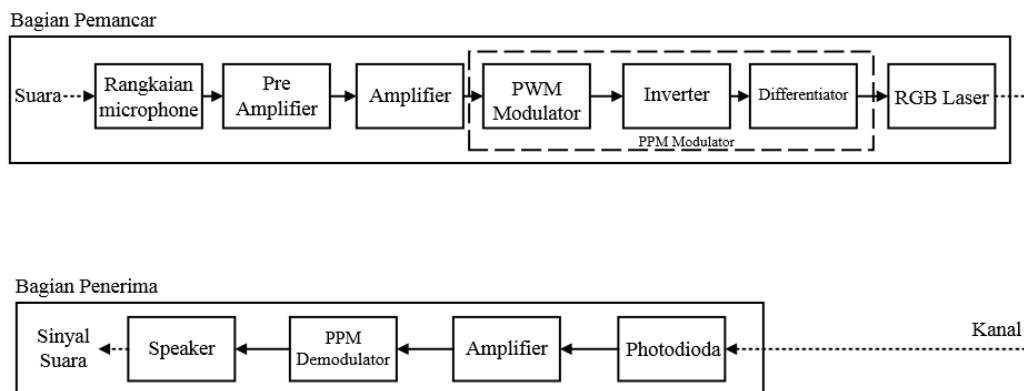 Bagian Pemancar
Suara
Rangkaian
microphone
Pre
Amplifier
Amplifier
PWM
Modulator
Inverter
Differentiator
PPM Modulator
RGB Laser
Bagian Penerima
Sinyal
Suara
Speaker
PPM
Demodulator
Amplifier
Photodioda
Kanal